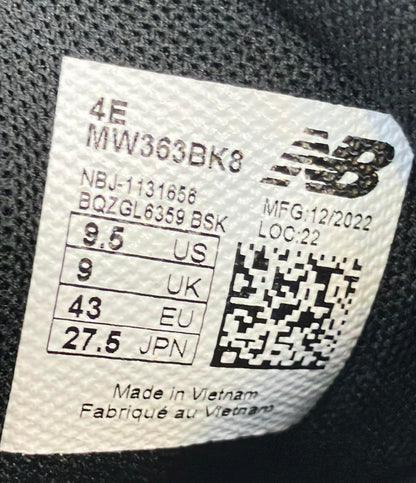 4E
MW363BK8
NB
NBJ-1131656
BQZGL6359 BSK
MFG:12/2022
LOC:22
9.5 US
9 UK
43 EU
27.5 JPN
Made in Vietnam
Fabriqué au Vietnam